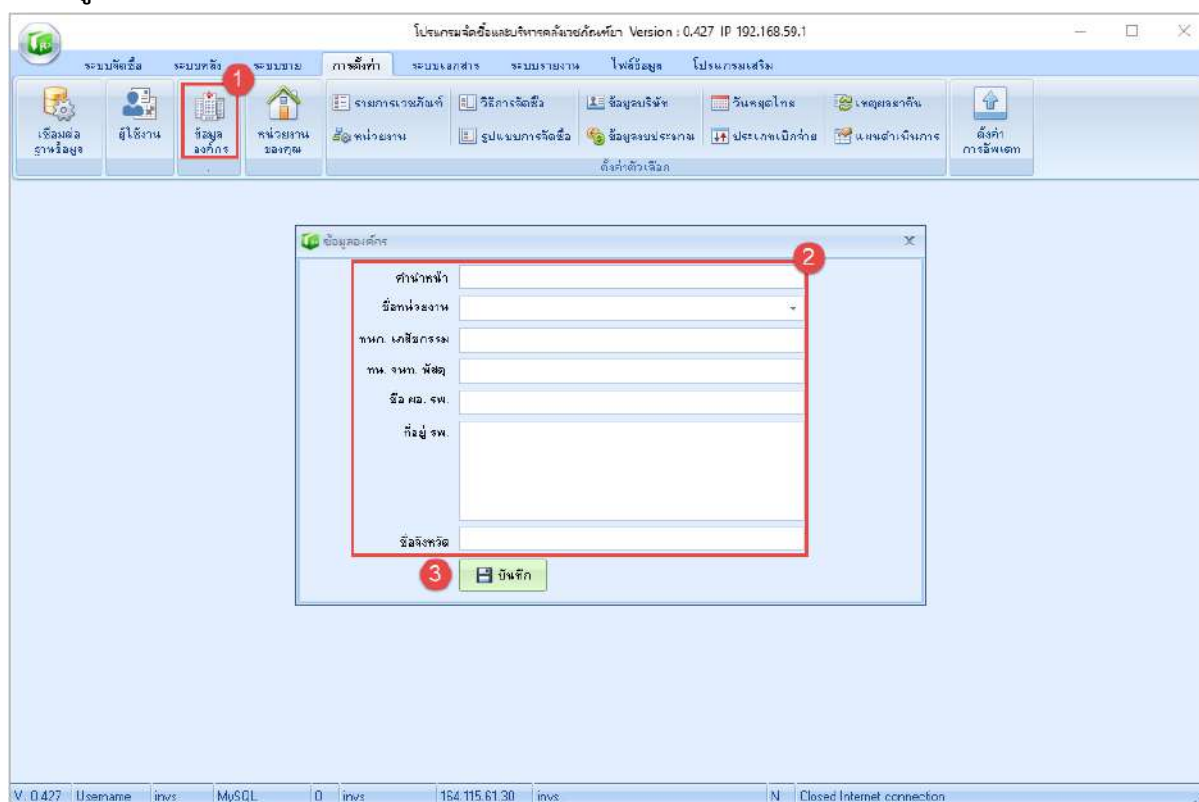 โปรแกรมจัดซื้อและบริหารคลังเวชภัณฑ์ยา Version : 0.427 IP 192.168.59.1
ระบบจัดซื้อ ระบบคลัง ระบบขาย การตั้งค่า ระบบเอกสาร ระบบรายงาน ไฟล์ข้อมูล โปรแกรมเสริม
1
เชื่อมต่อ
ฐานข้อมูล
ผู้ใช้งาน
ข้อมูล
องค์กร
หน่วยงาน
ของคุณ
รายการเวชภัณฑ์ วิธีการจัดซื้อ ข้อมูลบริษัท วันหยุดไทย เหตุผลยาคืน
หน่วยงาน รูปแบบการจัดซื้อ ข้อมูลงบประมาณ ประเภทเบิกจ่าย แผนดำเนินการ
ตั้งค่าตัวเลือก
ตั้งค่า
การอัพเดท
ข้อมูลองค์กร
2
คำนำหน้า
ชื่อหน่วยงาน
หนก. เภสัชกรรม
หน. จนท. พัสดุ
ชื่อ ผอ. รพ.
ที่อยู่ รพ.
ชื่อจังหวัด
3 บันทึก
V. 0.427 Username invs MySQL 0 invs 164.115.61.30 invs N Closed Internet connection